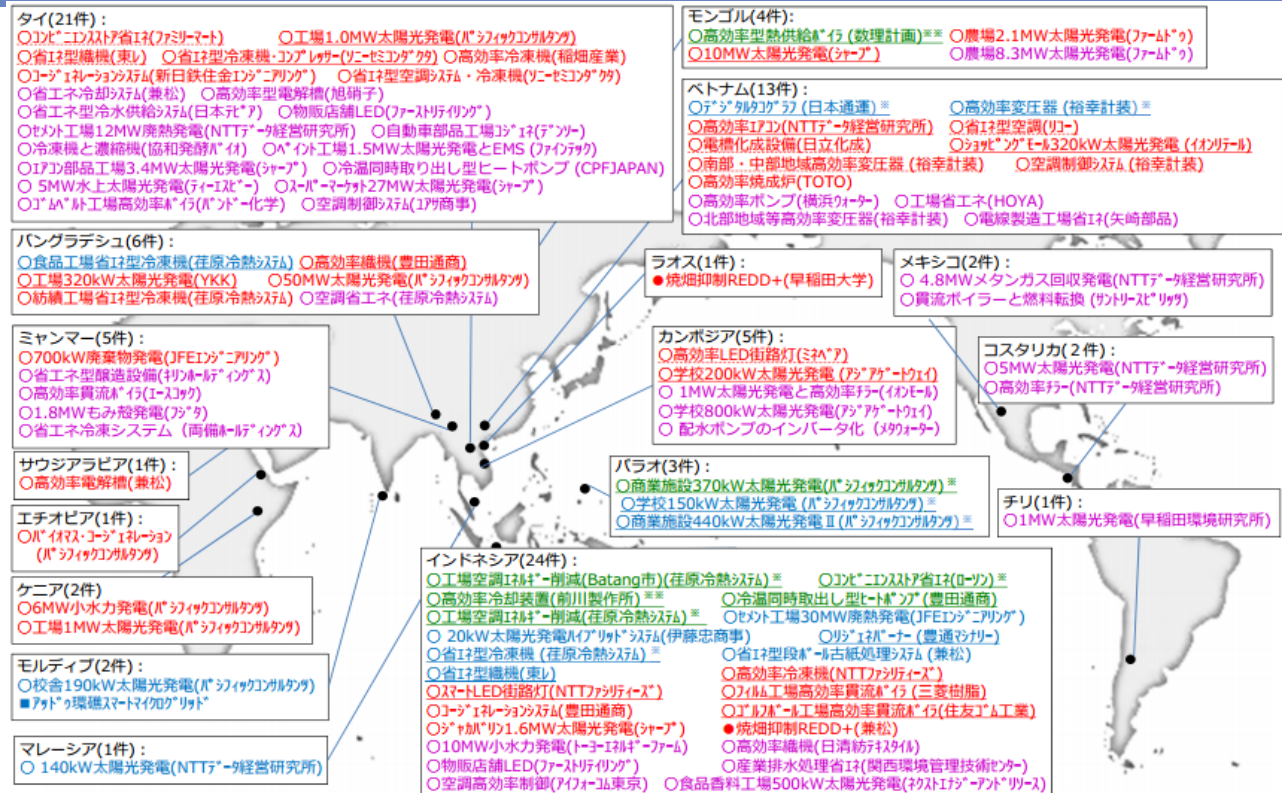 タイ(21件)：
○コンビニエンスストア省エネ(ファミリーマート) ○工場1.0MW太陽光発電(パシフィックコンサルタンツ)
○省エネ型織機(東レ) ○省エネ型冷凍機・コンプレッサー(ソニーセミコンダクタ) ○高効率冷凍機(稲畑産業)
○コージェネレーションシステム(新日鉄住金エンジニアリング) ○省エネ型空調システム・冷凍機(ソニーセミコンダクタ)
○省エネ冷却システム(兼松) ○高効率型電解槽(旭硝子)
○省エネ型冷水供給システム(日本テピア) ○物販店舗LED(ファーストリテイリング)
○セメント工場12MW廃熱発電(NTTデータ経営研究所) ○自動車部品工場コジェネ(デンソー)
○冷凍機と濃縮機(協和発酵バイオ) ○ペイント工場1.5MW太陽光発電とEMS (ファインテック)
○エアコン部品工場3.4MW太陽光発電(シャープ) ○冷温同時取り出し型ヒートポンプ (CPFJAPAN)
○ 5MW水上太陽光発電(ティーエスビー) ○スーパーマーケット27MW太陽光発電(シャープ)
○ゴムベルト工場高効率ボイラ(バンドー化学) ○空調制御システム(ユアサ商事)
モンゴル(4件)：
○高効率型熱供給ボイラ (数理計画)※※ ○農場2.1MW太陽光発電(ファームドゥ)
○10MW太陽光発電(シャープ) ○農場8.3MW太陽光発電(ファームドゥ)
ベトナム(13件)：
○デジタルタコグラフ (日本通運)※ ○高効率変圧器 (裕幸計装)※
○高効率エアコン(NTTデータ経営研究所) ○省エネ型空調(リコー)
○電槽化成設備(日立化成) ○ショッピングモール320kW太陽光発電 (イオンリテール)
○南部・中部地域高効率変圧器 (裕幸計装) ○空調制御システム (裕幸計装)
○高効率焼成炉(TOTO)
○高効率ポンプ(横浜ウォーター) ○工場省エネ(HOYA)
○北部地域等高効率変圧器(裕幸計装) ○電線製造工場省エネ(矢崎部品)
バングラデシュ(6件)：
○食品工場省エネ型冷凍機(荏原冷熱システム) ○高効率織機(豊田通商)
○工場320kW太陽光発電(YKK) ○50MW太陽光発電(パシフィックコンサルタンツ)
○紡績工場省エネ型冷凍機(荏原冷熱システム) ○空調省エネ(荏原冷熱システム)
ラオス(1件)：
●焼畑抑制REDD+(早稲田大学)
メキシコ(2件)：
○ 4.8MWメタンガス回収発電(NTTデータ経営研究所)
○貫流ボイラーと燃料転換 (サントリースピリッツ)
ミャンマー(5件)：
○700kW廃棄物発電(JFEエンジニアリング)
○省エネ型醸造設備(キリンホールディングス)
○高効率貫流ボイラ(エースコック)
○1.8MWもみ殻発電(フジタ)
○省エネ冷凍システム (両備ホールディングス)
カンボジア(5件)：
○高効率LED街路灯(ミネベア)
○学校200kW太陽光発電 (アジアゲートウェイ)
○ 1MW太陽光発電と高効率チラー(イオンモール)
○学校800kW太陽光発電(アジアゲートウェイ)
○ 配水ポンプのインバータ化 (メタウォーター)
コスタリカ(２件)：
○5MW太陽光発電(NTTデータ経営研究所)
○高効率チラー(NTTデータ経営研究所)
サウジアラビア(1件)：
○高効率電解槽(兼松)
パラオ(3件)：
○商業施設370kW太陽光発電(パシフィックコンサルタンツ)※
○学校150kW太陽光発電 (パシフィックコンサルタンツ)※
○商業施設440kW太陽光発電Ⅱ(パシフィックコンサルタンツ)※
チリ(1件)：
○1MW太陽光発電(早稲田環境研究所)
エチオピア(1件)：
○バイオマス・コージェネレーション
(パシフィックコンサルタンツ)
ケニア(2件)
○6MW小水力発電(パシフィックコンサルタンツ)
○工場1MW太陽光発電(パシフィックコンサルタンツ)
モルディブ(2件)：
○校舎190kW太陽光発電(パシフィックコンサルタンツ)
■アッドゥ環礁スマートマイクログリッド
マレーシア(1件)：
○ 140kW太陽光発電(NTTデータ経営研究所)
インドネシア(24件)：
○工場空調エネルギー削減(Batang市)(荏原冷熱システム)※ ○コンビニエンスストア省エネ(ローソン)※
○高効率冷却装置(前川製作所)※※ ○冷温同時取出し型ヒートポンプ(豊田通商)
○工場空調エネルギー削減(荏原冷熱システム)※ ○セメント工場30MW廃熱発電(JFEエンジニアリング)
○ 20kW太陽光発電ハイブリッドシステム(伊藤忠商事) ○リジェネバーナー (豊通マシナリー)
○省エネ型冷凍機 (荏原冷熱システム)※ ○省エネ型段ボール古紙処理システム (兼松)
○省エネ型織機(東レ) ○高効率冷凍機(NTTファシリティーズ)
○スマートLED街路灯(NTTファシリティーズ) ○フィルム工場高効率貫流ボイラ (三菱樹脂)
○コージェネレーションシステム(豊田通商) ○ゴルフボール工場高効率貫流ボイラ(住友ゴム工業)
○ジャカバリン1.6MW太陽光発電(シャープ) ●焼畑抑制REDD+(兼松)
○10MW小水力発電(トーヨーエネルギーファーム) ○高効率織機(日清紡テキスタイル)
○物販店舗LED(ファーストリテイリング) ○産業排水処理省エネ(関西環境管理技術センター)
○空調高効率制御(アイフォーコム東京) ○食品香料工場500kW太陽光発電(ネクストエナジーアンドリソース)